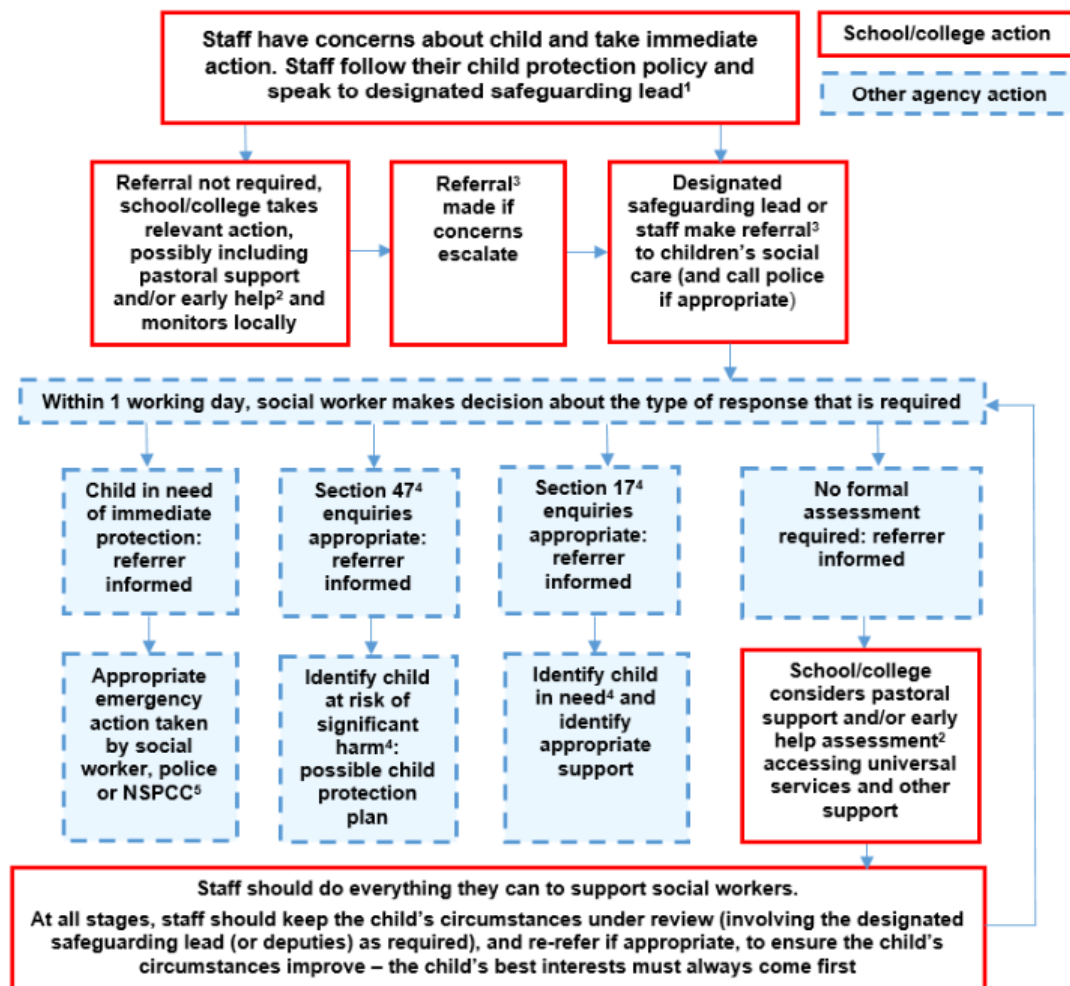 Staff have concerns about child and take immediate
action. Staff follow their child protection policy and
speak to designated safeguarding lead¹
School/college action
Other agency action
Referral not required,
school/college takes
relevant action,
possibly including
pastoral support
and/or early help² and
monitors locally
Referral³
made if
concerns
escalate
Designated
safeguarding lead or
staff make referral³
to children’s social
care (and call police
if appropriate)
Within 1 working day, social worker makes decision about the type of response that is required
Child in need
of immediate
protection:
referrer
informed
Section 47⁴
enquiries
appropriate:
referrer
informed
Section 17⁴
enquiries
appropriate:
referrer
informed
No formal
assessment
required: referrer
informed
Appropriate
emergency
action taken
by social
worker, police
or NSPCC⁵
Identify child
at risk of
significant
harm⁴:
possible child
protection
plan
Identify child
in need⁴ and
identify
appropriate
support
School/college
considers pastoral
support and/or early
help assessment²
accessing universal
services and other
support
Staff should do everything they can to support social workers.
At all stages, staff should keep the child’s circumstances under review (involving the designated
safeguarding lead (or deputies) as required), and re-refer if appropriate, to ensure the child’s
circumstances improve – the child’s best interests must always come first